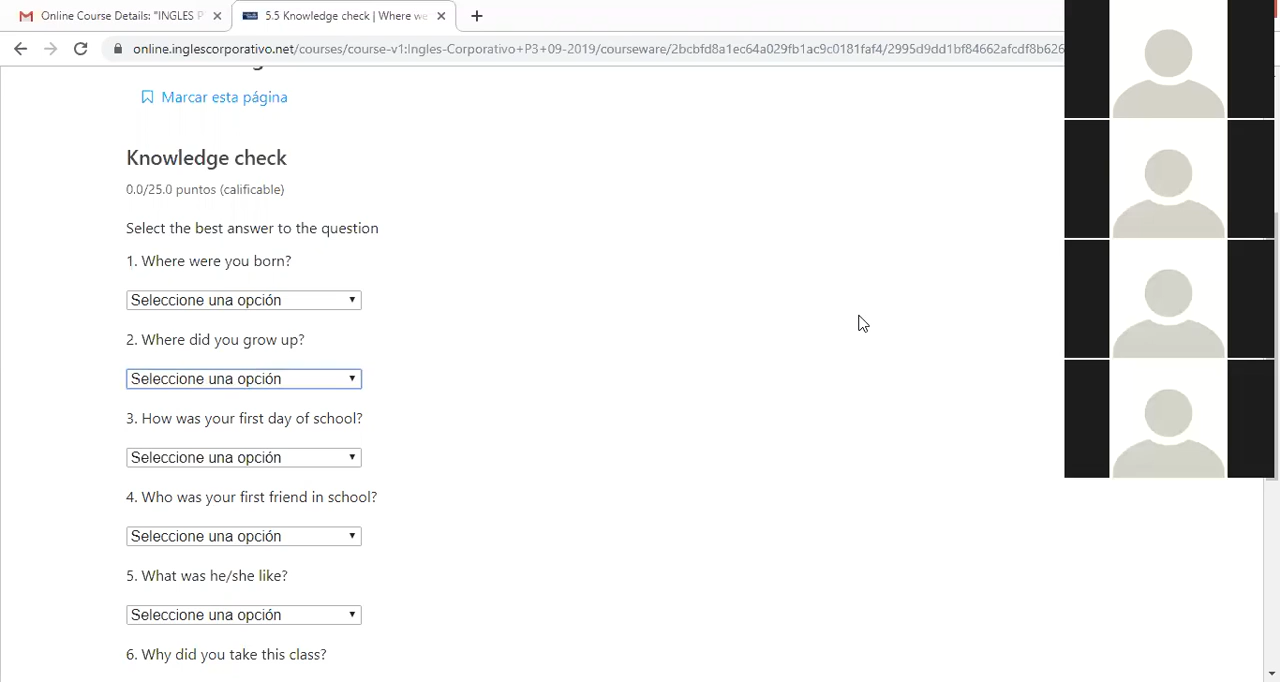 Online Course Details: "INGLES P
5.5 Knowledge check | Where we
online.inglescorporativo.net/courses/course-v1:Ingles-Corporativo+P3+09-2019/courseware/2bcbfd8a1ec64a029fb1ac9c0181faf4/2995d9dd1bf84662afcdf8b626
Marcar esta página
Knowledge check
0.0/25.0 puntos (calificable)
Select the best answer to the question
1. Where were you born?
Seleccione una opción
2. Where did you grow up?
Seleccione una opción
3. How was your first day of school?
Seleccione una opción
4. Who was your first friend in school?
Seleccione una opción
5. What was he/she like?
Seleccione una opción
6. Why did you take this class?